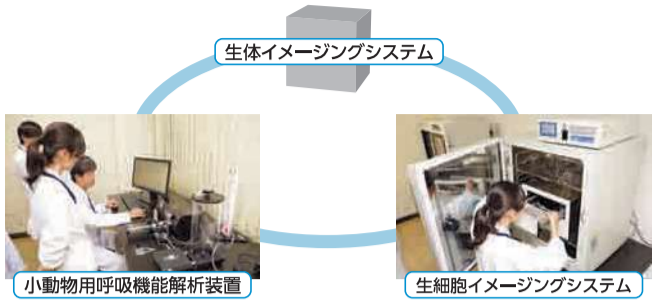 生体イメージングシステム
小動物用呼吸機能解析装置
生細胞イメージングシステム